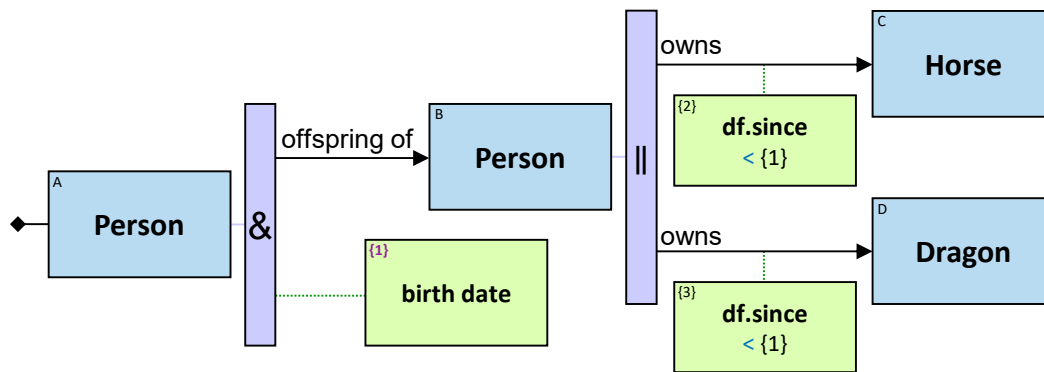 A
Person
&
offspring of
B
Person
{1}
birth date
||
owns
C
Horse
{2}
df.since
< {1}
owns
D
Dragon
{3}
df.since
< {1}